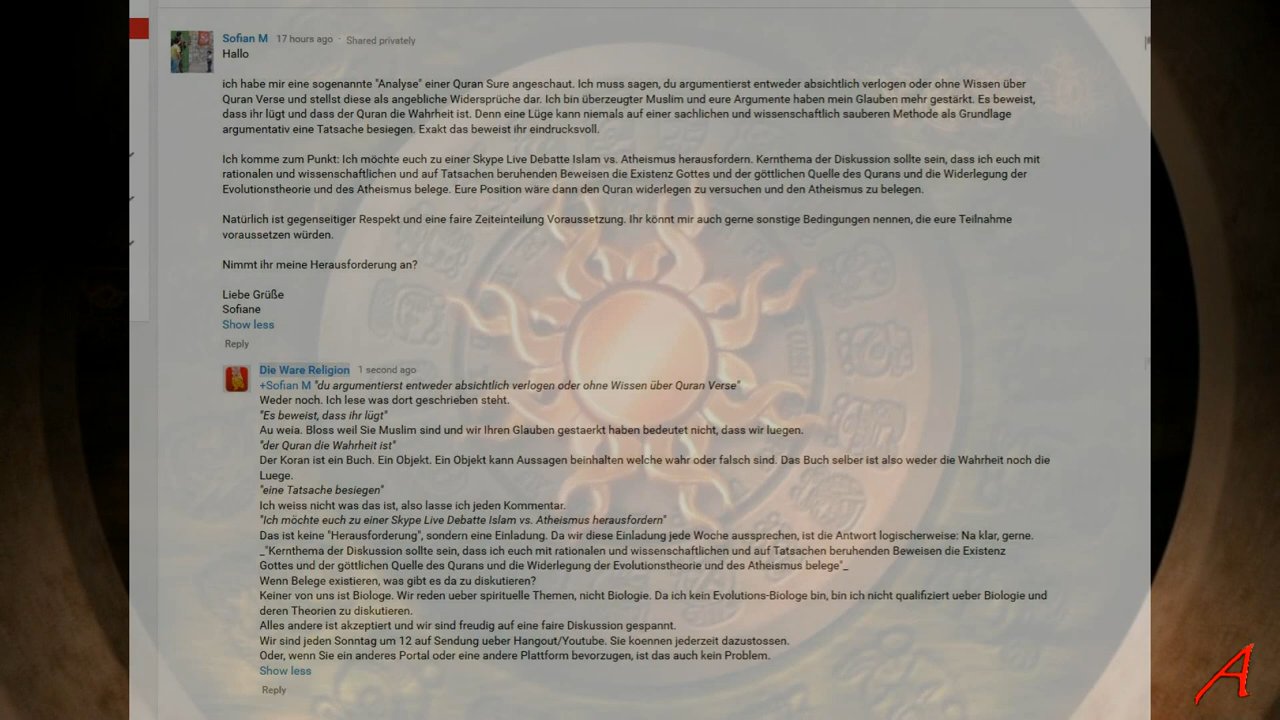 Sofian M 17 hours ago · Shared privately
Hallo
ich habe mir eine sogenannte "Analyse" einer Quran Sure angeschaut. Ich muss sagen, du argumentierst entweder absichtlich verlogen oder ohne Wissen über
Quran Verse und stellst diese als angebliche Widersprüche dar. Ich bin überzeugter Muslim und eure Argumente haben mein Glauben mehr gestärkt. Es beweist,
dass ihr lügt und dass der Quran die Wahrheit ist. Denn eine Lüge kann niemals auf einer sachlichen und wissenschaftlich sauberen Methode als Grundlage
argumentativ eine Tatsache besiegen. Exakt das beweist ihr eindrucksvoll.
Ich komme zum Punkt: Ich möchte euch zu einer Skype Live Debatte Islam vs. Atheismus herausfordern. Kernthema der Diskussion sollte sein, dass ich euch mit
rationalen und wissenschaftlichen und auf Tatsachen beruhenden Beweisen die Existenz Gottes und der göttlichen Quelle des Qurans und die Widerlegung der
Evolutionstheorie und des Atheismus belege. Eure Position wäre dann den Quran widerlegen zu versuchen und den Atheismus zu belegen.
Natürlich ist gegenseitiger Respekt und eine faire Zeiteinteilung Voraussetzung. Ihr könnt mir auch gerne sonstige Bedingungen nennen, die eure Teilnahme
voraussetzen würden.
Nimmt ihr meine Herausforderung an?
Liebe Grüße
Sofiane
Show less
Reply
Die Ware Religion 1 second ago
+Sofian M "du argumentierst entweder absichtlich verlogen oder ohne Wissen über Quran Verse"
Weder noch. Ich lese was dort geschrieben steht.
"Es beweist, dass ihr lügt"
Au weia. Bloss weil Sie Muslim sind und wir Ihren Glauben gestaerkt haben bedeutet nicht, dass wir luegen.
"der Quran die Wahrheit ist"
Der Koran ist ein Buch. Ein Objekt. Ein Objekt kann Aussagen beinhalten welche wahr oder falsch sind. Das Buch selber ist also weder die Wahrheit noch die
Luege.
"eine Tatsache besiegen"
Ich weiss nicht was das ist, also lasse ich jeden Kommentar.
"Ich möchte euch zu einer Skype Live Debatte Islam vs. Atheismus herausfordern"
Das ist keine "Herausforderung", sondern eine Einladung. Da wir diese Einladung jede Woche aussprechen, ist die Antwort logischerweise: Na klar, gerne.
_"Kernthema der Diskussion sollte sein, dass ich euch mit rationalen und wissenschaftlichen und auf Tatsachen beruhenden Beweisen die Existenz
Gottes und der göttlichen Quelle des Qurans und die Widerlegung der Evolutionstheorie und des Atheismus belege"_
Wenn Belege existieren, was gibt es da zu diskutieren?
Keiner von uns ist Biologe. Wir reden ueber spirituelle Themen, nicht Biologie. Da ich kein Evolutions-Biologe bin, bin ich nicht qualifiziert ueber Biologie und
deren Theorien zu diskutieren.
Alles andere ist akzeptiert und wir sind freudig auf eine faire Discussion gespannt.
Wir sind jeden Sonntag um 12 auf Sendung ueber Hangout/Youtube. Sie koennen jederzeit dazustossen.
Oder, wenn Sie ein anderes Portal oder eine andere Plattform bevorzugen, ist das auch kein Problem.
Show less
Reply
A